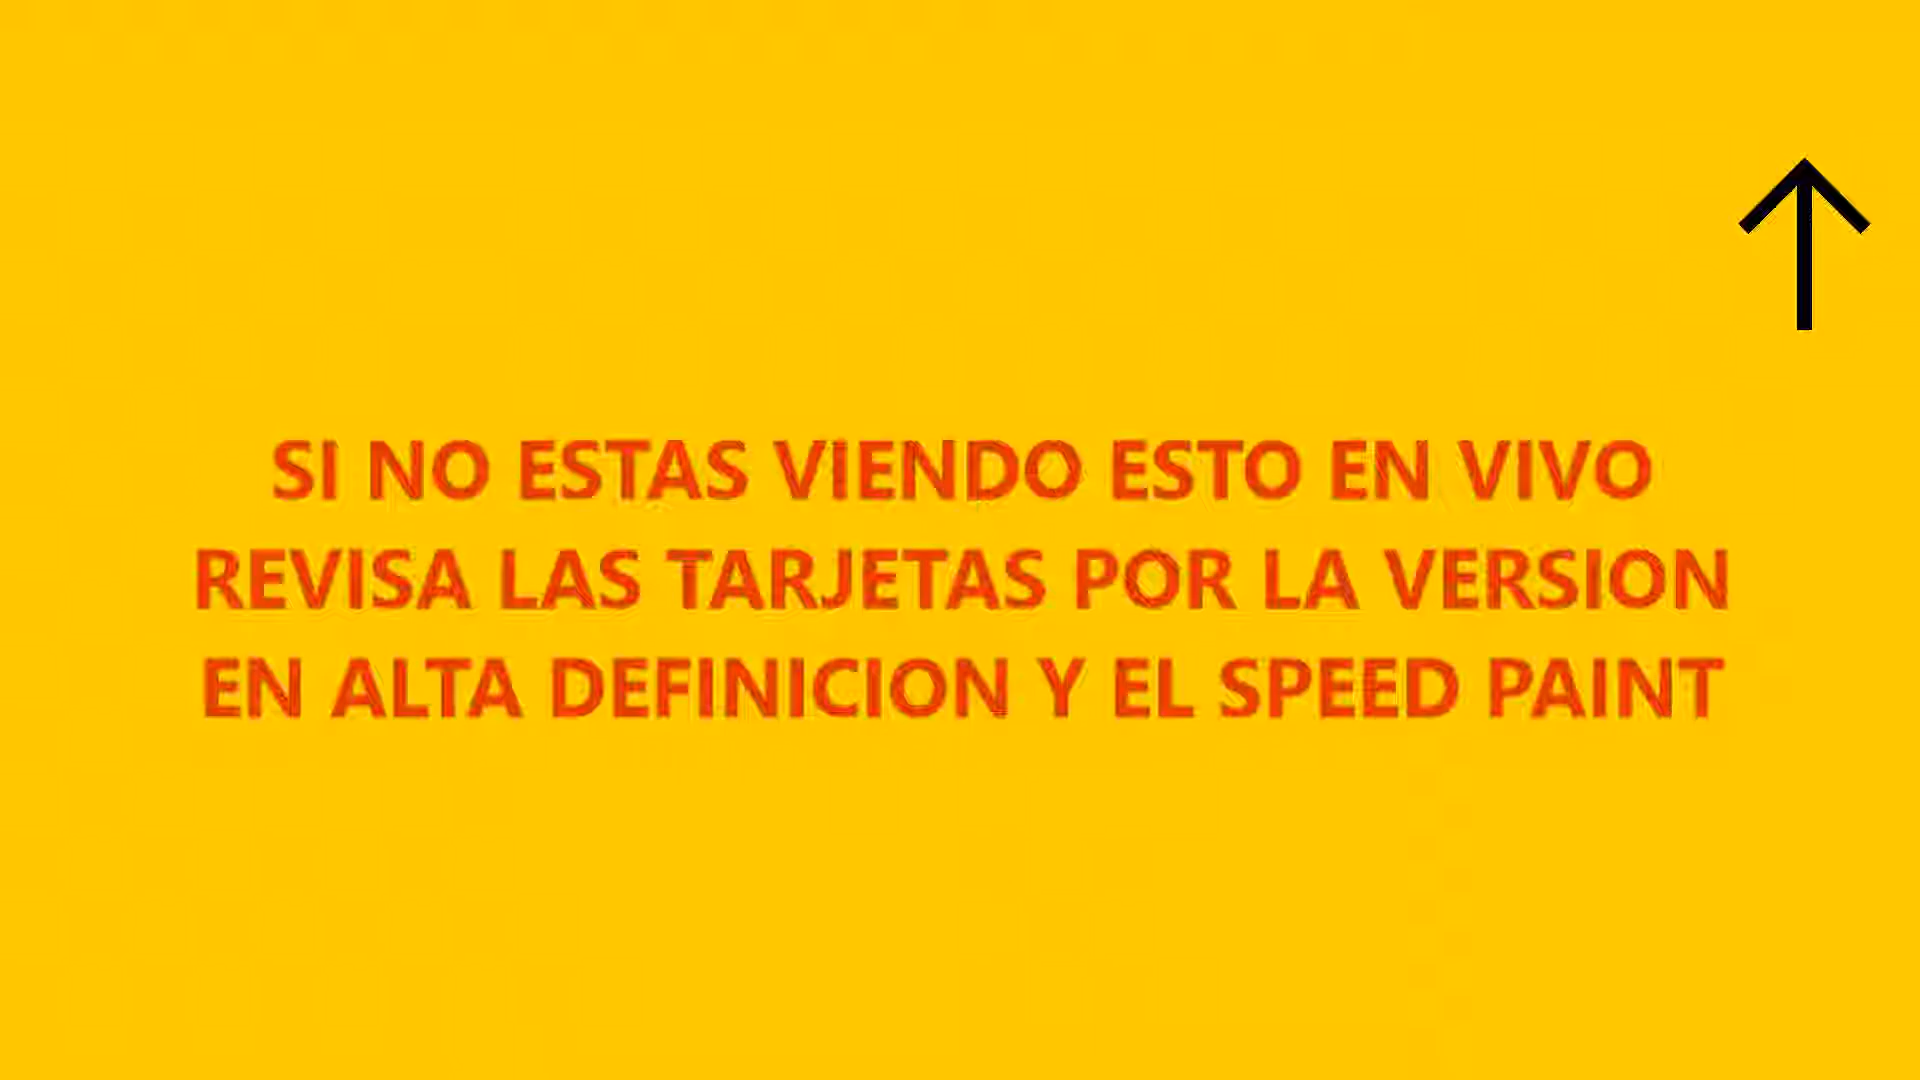 SI NO ESTAS VIENDO ESTO EN VIVO
REVISA LAS TARJETAS POR LA VERSION
EN ALTA DEFINICION Y EL SPEED PAINT